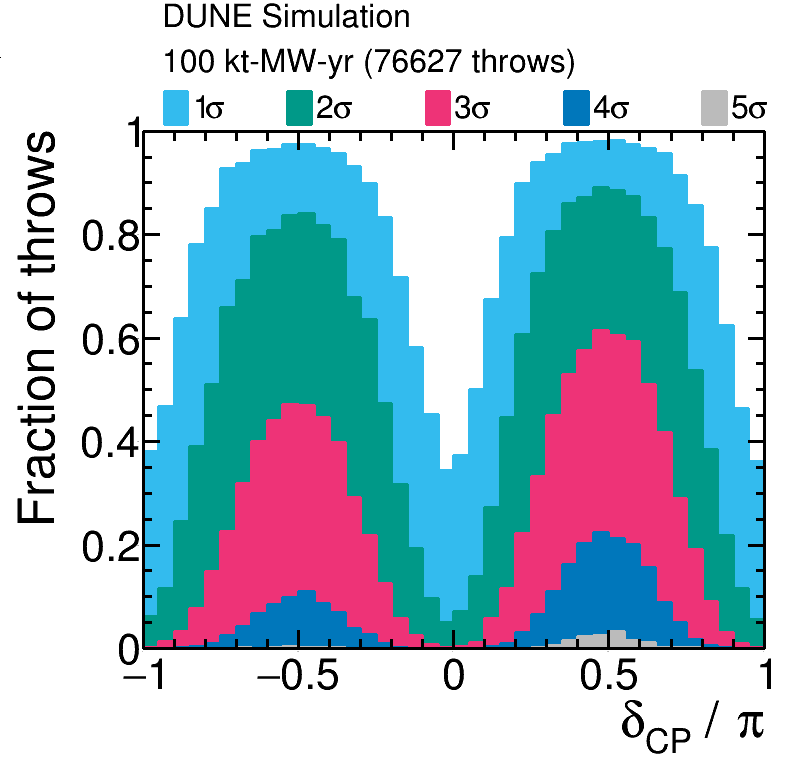 DUNE Simulation
100 kt-MW-yr (76627 throws)
1σ 2σ 3σ 4σ 5σ
Fraction of throws
1
0.8
0.6
0.4
0.2
0
−1 −0.5 0 0.5 1
δCP / π